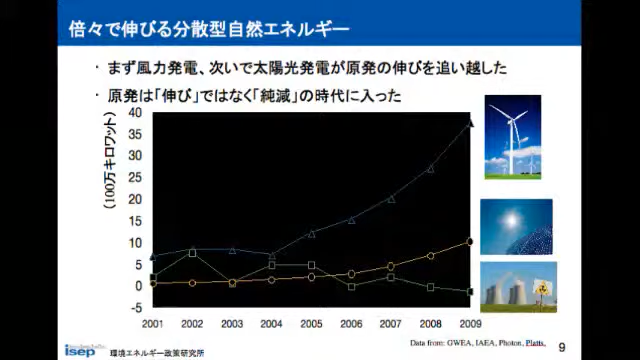 倍々で伸びる分散型自然エネルギー
・ まず風力発電、次いで太陽光発電が原発の伸びを追い越した
・ 原発は「伸び」ではなく「純減」の時代に入った
(100万キロワット)
40
35
30
25
20
15
10
5
0
-5
2001 2002 2003 2004 2005 2006 2007 2008 2009
Data from: GWEA, IAEA, Photon, Platts,
isep 環境エネルギー政策研究所
9